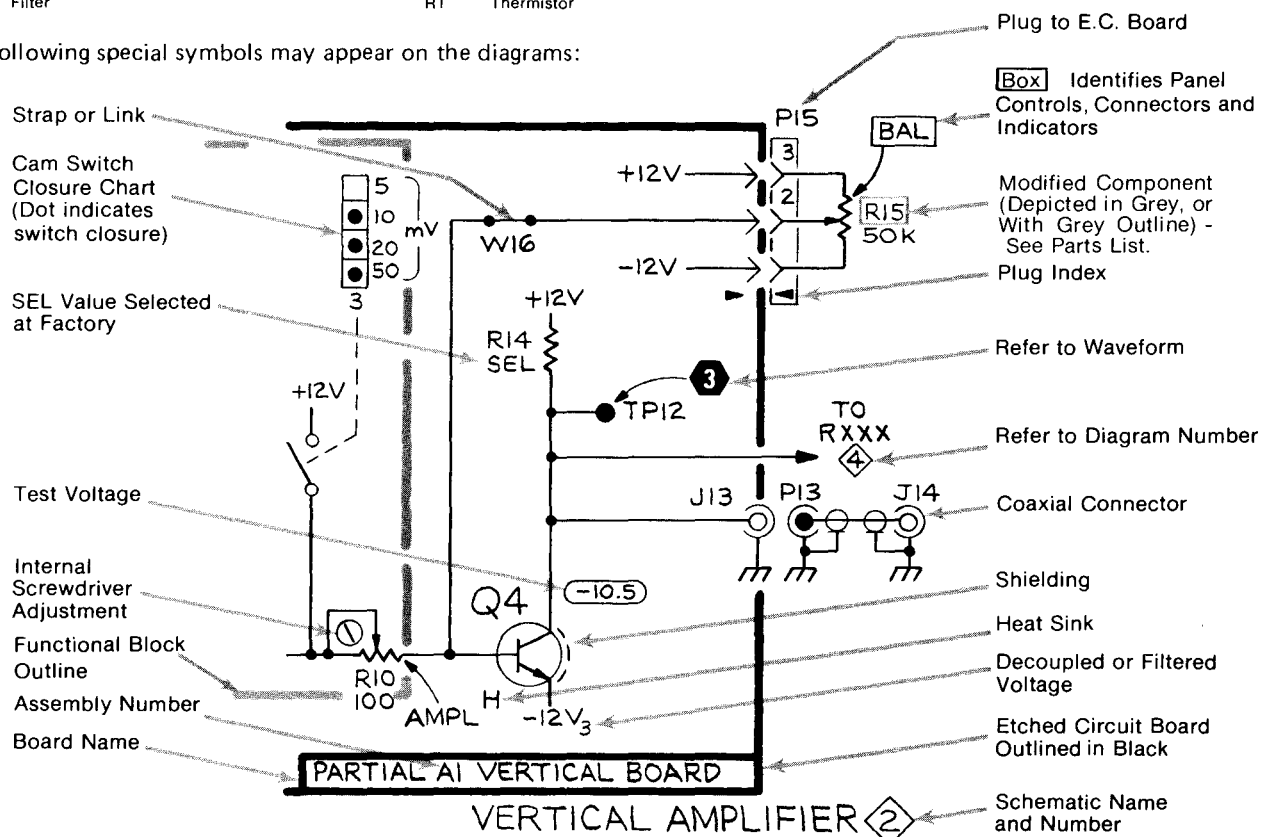 Filter
RT Thermistor
ollowing special symbols may appear on the diagrams:
Plug to E.C. Board
Box Identifies Panel
Controls, Connectors and
Indicators
Modified Component
(Depicted in Grey, or
With Grey Outline) -
See Parts List.
Plug Index
Refer to Waveform
Refer to Diagram Number
Coaxial Connector
Shielding
Heat Sink
Decoupled or Filtered
Voltage
Etched Circuit Board
Outlined in Black
Schematic Name
and Number
Strap or Link
Cam Switch
Closure Chart
(Dot indicates
switch closure)
SEL Value Selected
at Factory
Test Voltage
Internal
Screwdriver
Adjustment
Functional Block
Outline
Assembly Number
Board Name
5
10
20
50
mV
3
+12V
W16
+12V
-12V
P15
3
2
BAL
R15
50K
+12V
R14
SEL
3
TP12
TO
RXXX
4
J13
P13
J14
-10.5
Q4
R10
100
AMPL
H
-12V3
PARTIAL A1 VERTICAL BOARD
VERTICAL AMPLIFIER 2